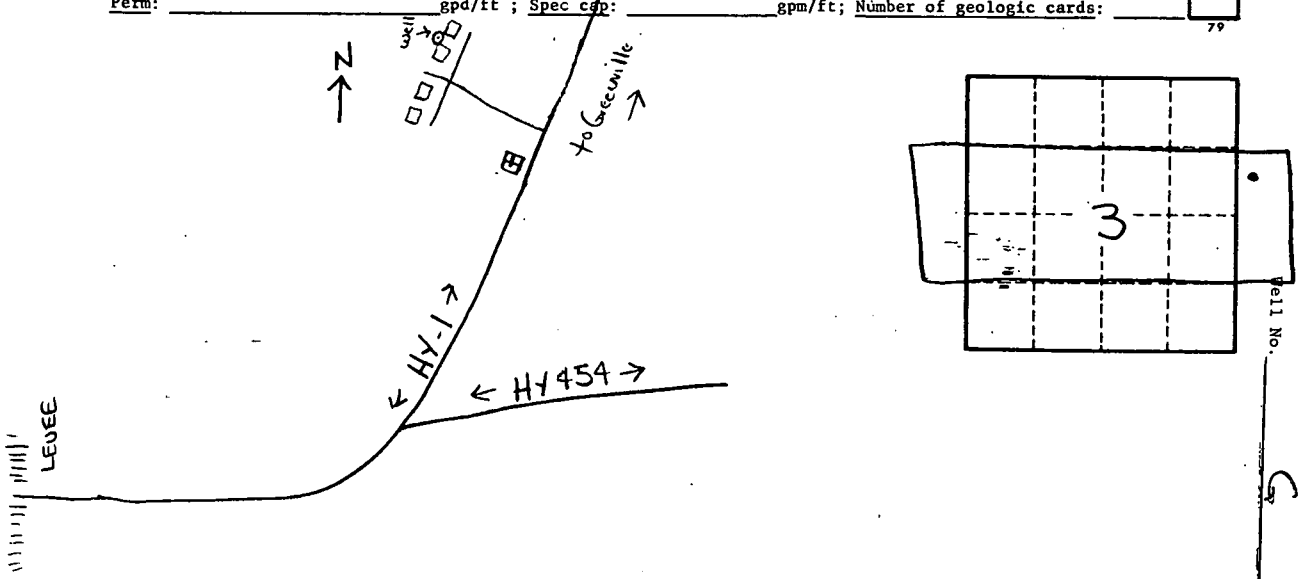 Perm: gpd/ft ; Spec cap: gpm/ft; Number of geologic cards:
79
well
N
to Greenville
3
Well No.
HY-1
HY 454
LEVEE
G